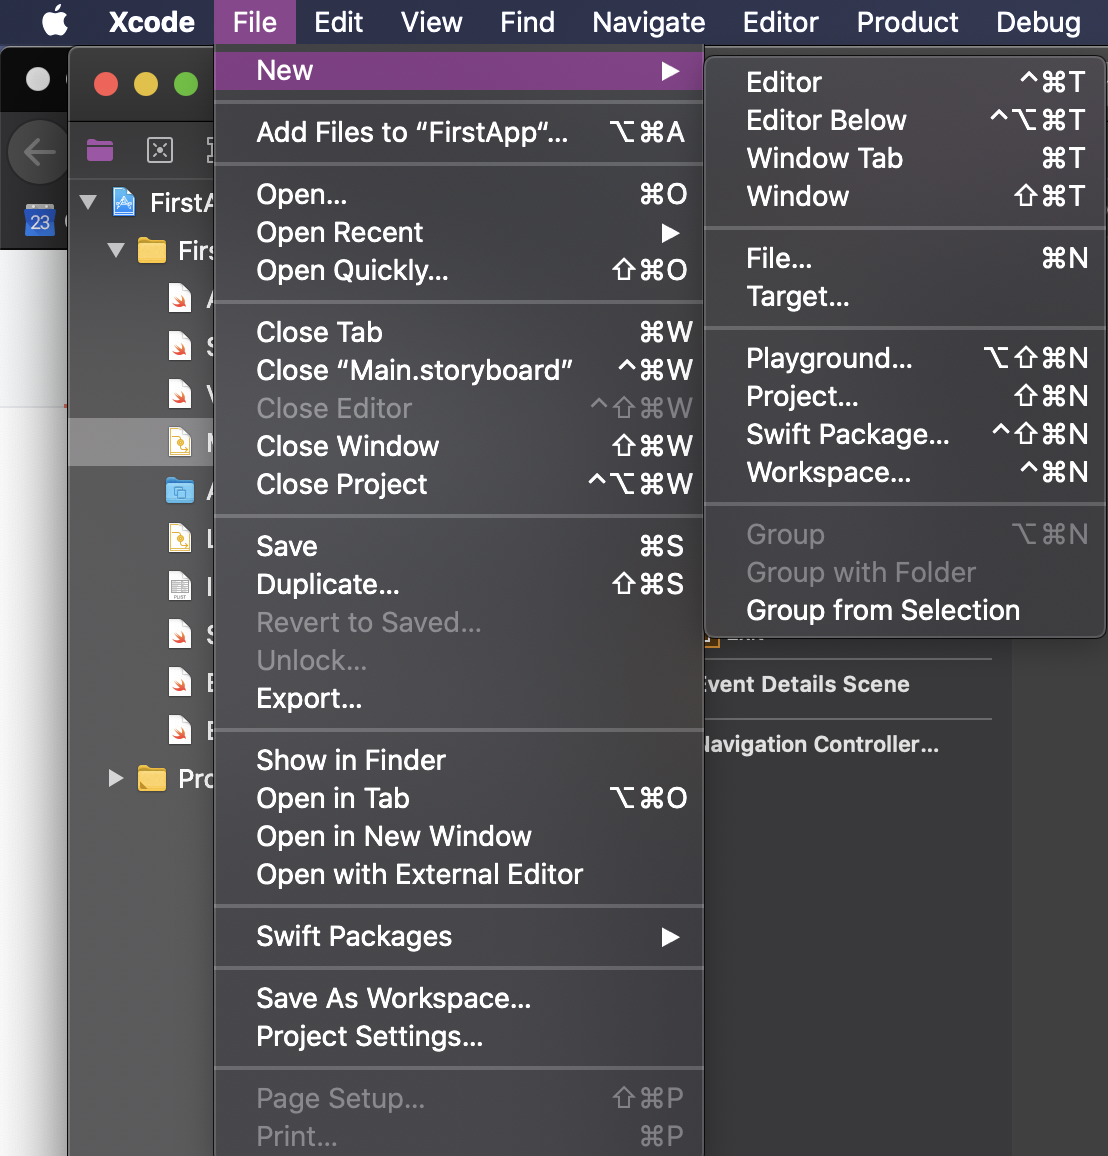 Xcode File Edit View Find Navigate Editor Product Debug
New ▶
Add Files to “FirstApp“... ⌥⌘A
Open... ⌘O
Open Recent ▶
Open Quickly... ⇧⌘O
Close Tab ⌘W
Close “Main.storyboard” ^⌘W
Close Editor ^⇧⌘W
Close Window ⇧⌘W
Close Project ^⌥⌘W
Save ⌘S
Duplicate... ⇧⌘S
Revert to Saved...
Unlock...
Export...
Show in Finder
Open in Tab ⌥⌘O
Open in New Window
Open with External Editor
Swift Packages ▶
Save As Workspace...
Project Settings...
Page Setup... ⇧⌘P
Print... ⌘P
Editor ^⌘T
Editor Below ^⌥⌘T
Window Tab ⌘T
Window ⇧⌘T
File... ⌘N
Target...
Playground... ⌥⇧⌘N
Project... ⇧⌘N
Swift Package... ^⇧⌘N
Workspace... ^⌘N
Group ⌥⌘N
Group with Folder
Group from Selection
Event Details Scene
Navigation Controller...
23
FirstA
Firs
Pro
PLIST